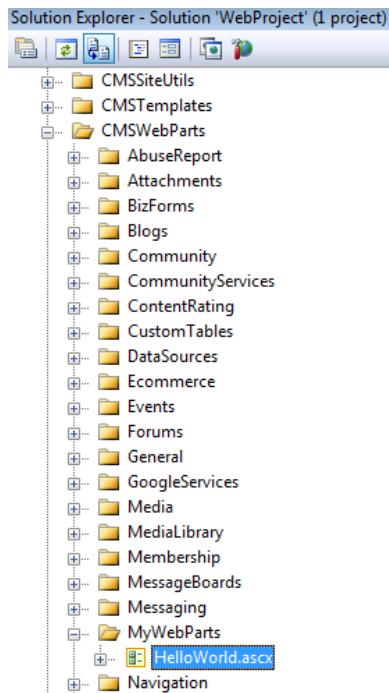 Solution Explorer - Solution 'WebProject' (1 project)
CMSSiteUtils
CMSTemplates
CMSWebParts
AbuseReport
Attachments
BizForms
Blogs
Community
CommunityServices
ContentRating
CustomTables
DataSources
Ecommerce
Events
Forums
General
GoogleServices
Media
MediaLibrary
Membership
MessageBoards
Messaging
MyWebParts
HelloWorld.ascx
Navigation